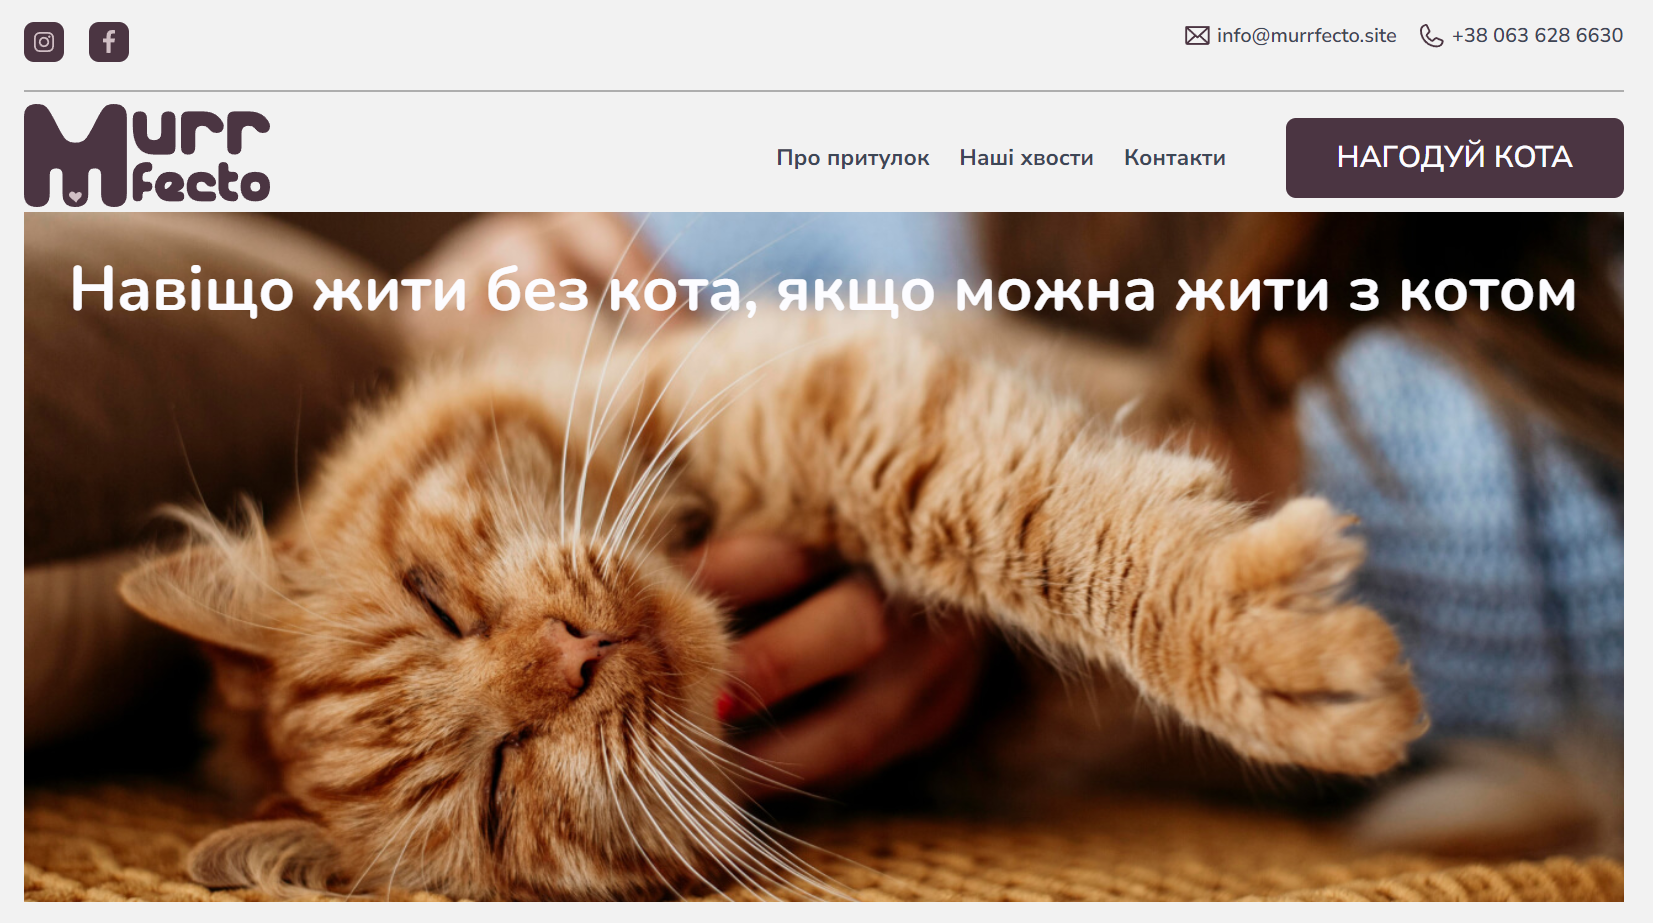 info@murrfecto.site
+38 063 628 6630
Murr
fecto
Про притулок
Наші хвости
Контакти
НАГОДУЙ КОТА
Навіщо жити без кота, якщо можна жити з котом